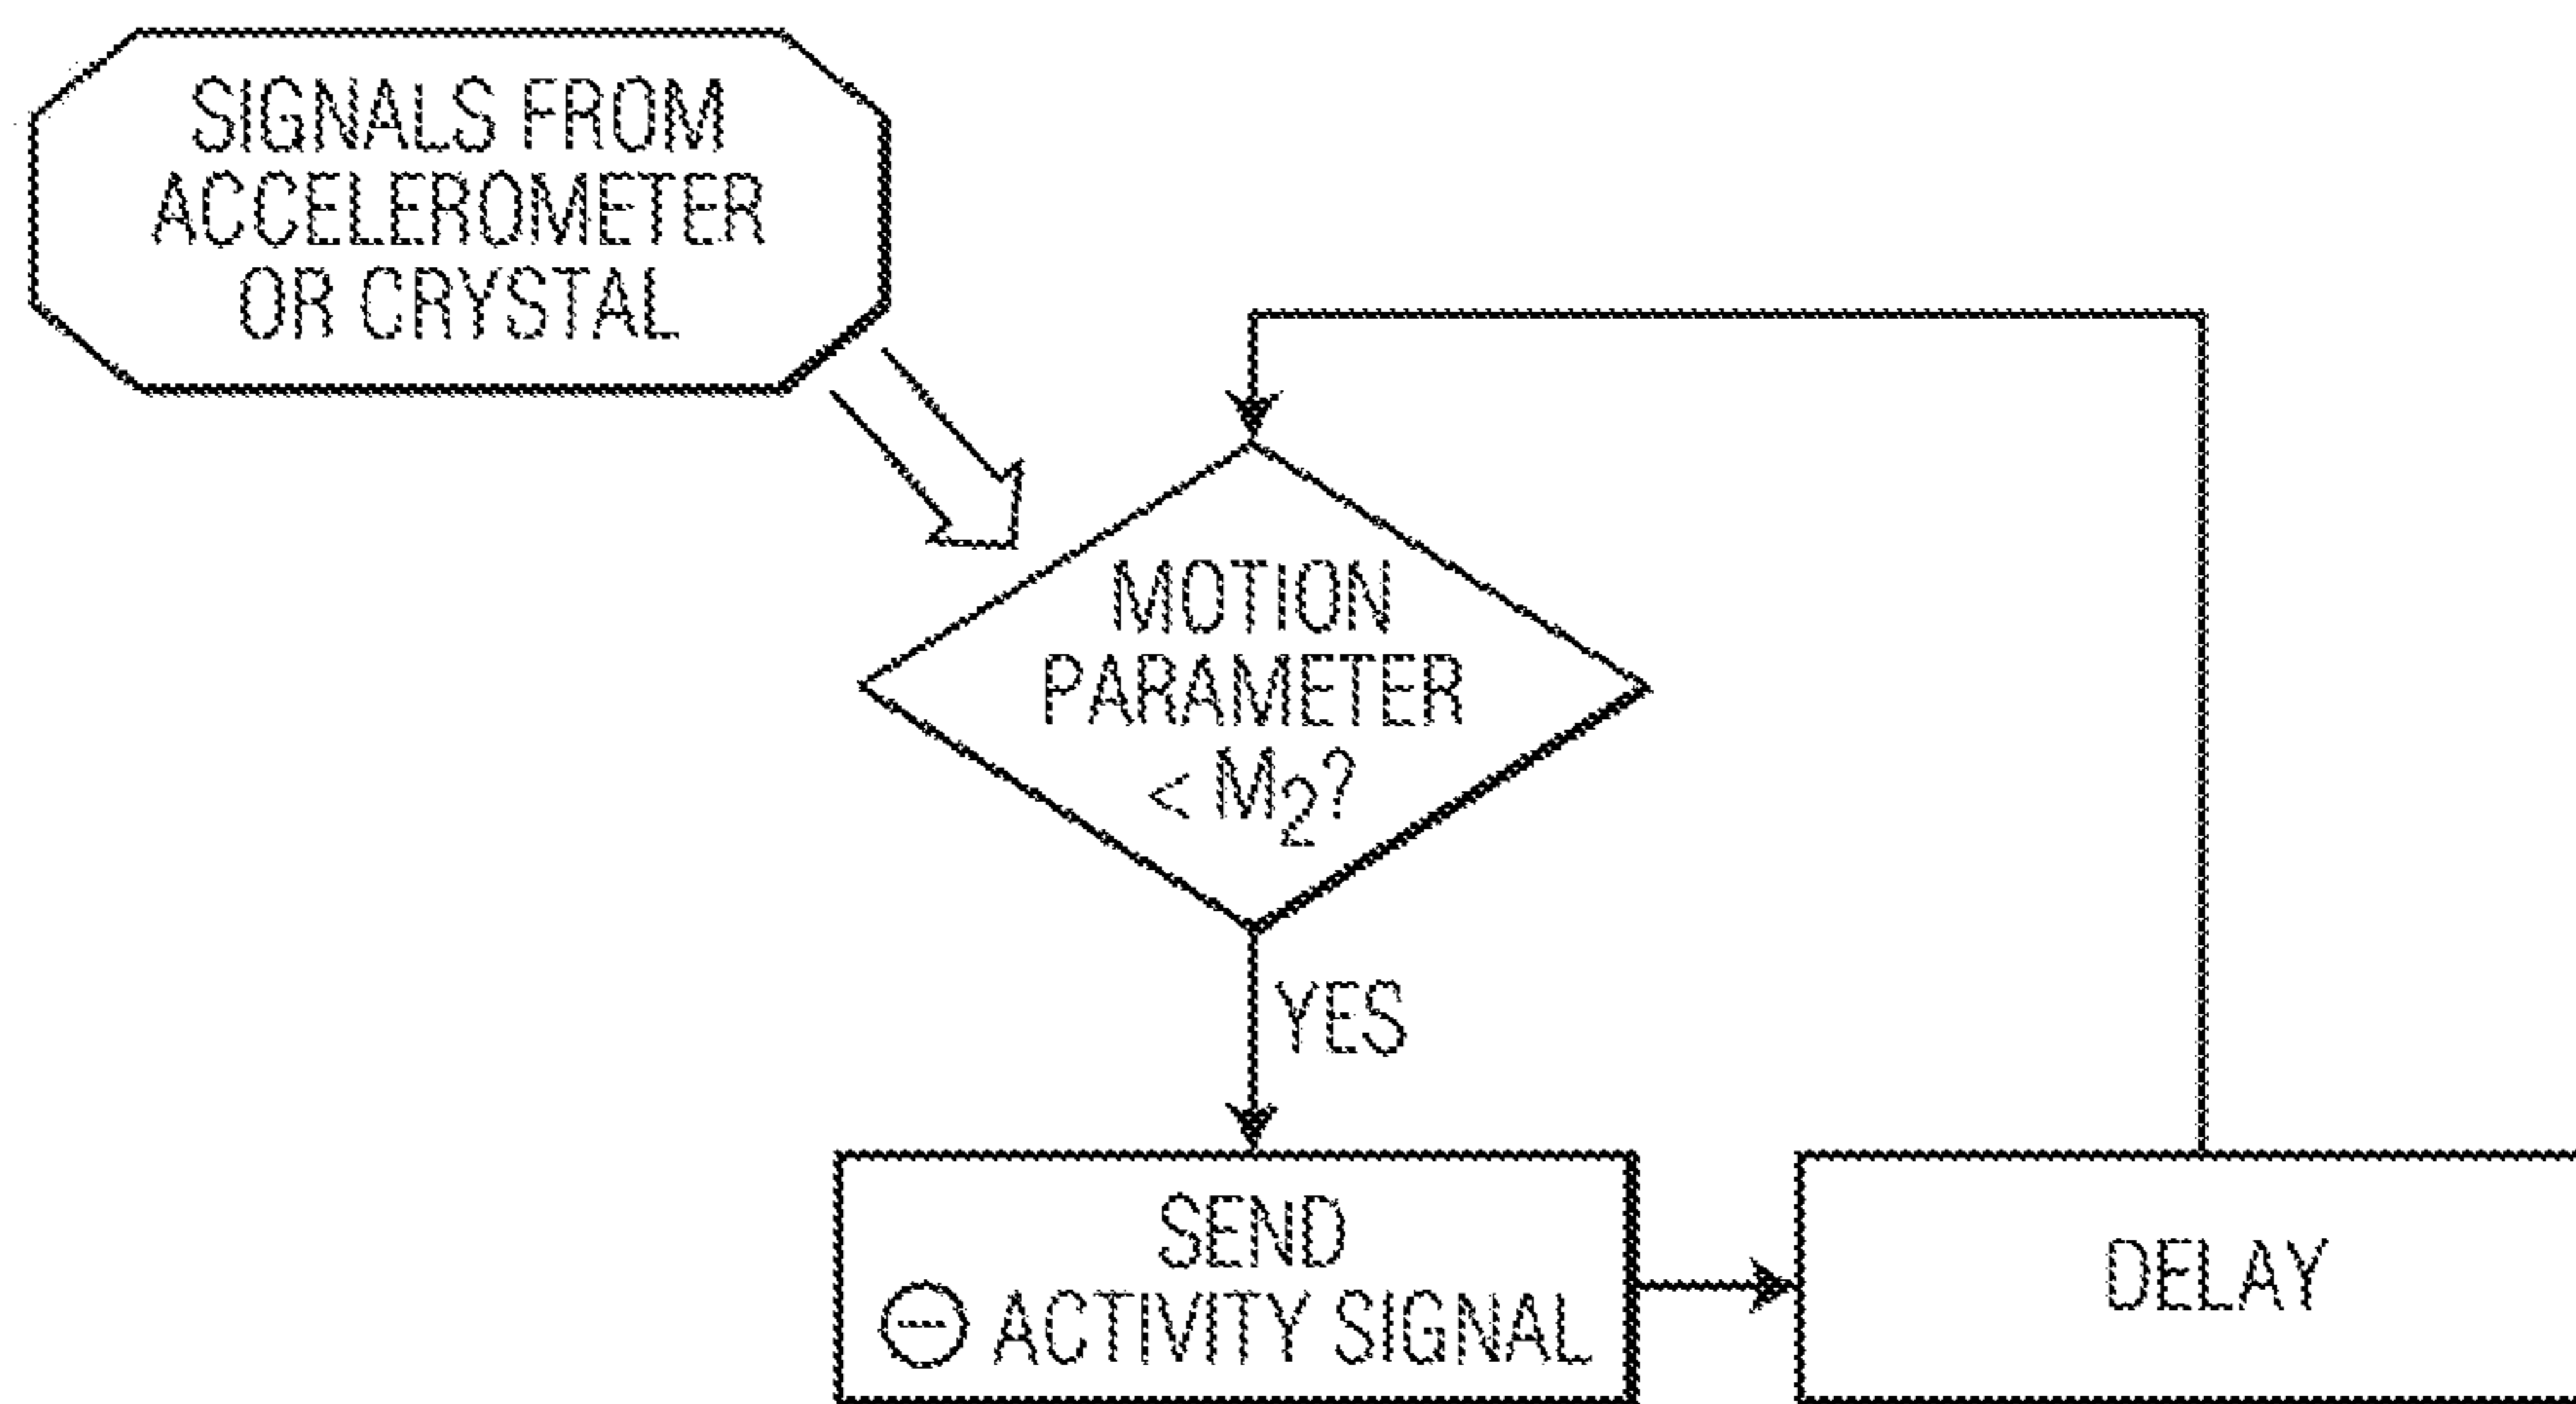 SIGNALS FROM
ACCELEROMETER
OR CRYSTAL
MOTION
PARAMETER
< M₂?
YES
SEND
⊖ ACTIVITY SIGNAL
DELAY